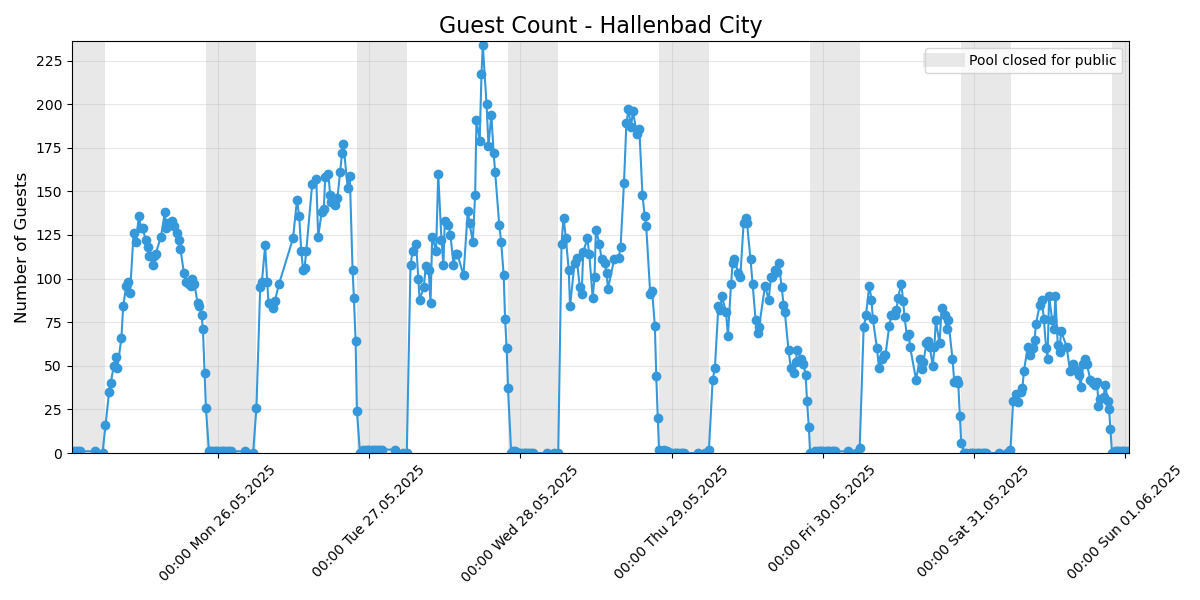 Guest Count - Hallenbad City
Pool closed for public
Number of Guests
225
200
175
150
125
100
75
50
25
0
00:00 Mon 26.05.2025
00:00 Tue 27.05.2025
00:00 Wed 28.05.2025
00:00 Thu 29.05.2025
00:00 Fri 30.05.2025
00:00 Sat 31.05.2025
00:00 Sun 01.06.2025